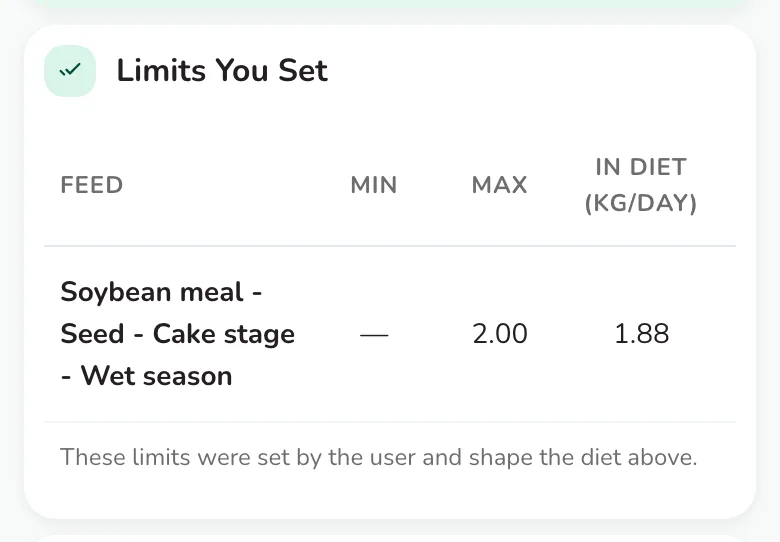 Limits You Set
FEED MIN MAX IN DIET (KG/DAY)
Soybean meal -
Seed - Cake stage
- Wet season
— 2.00 1.88
These limits were set by the user and shape the diet above.